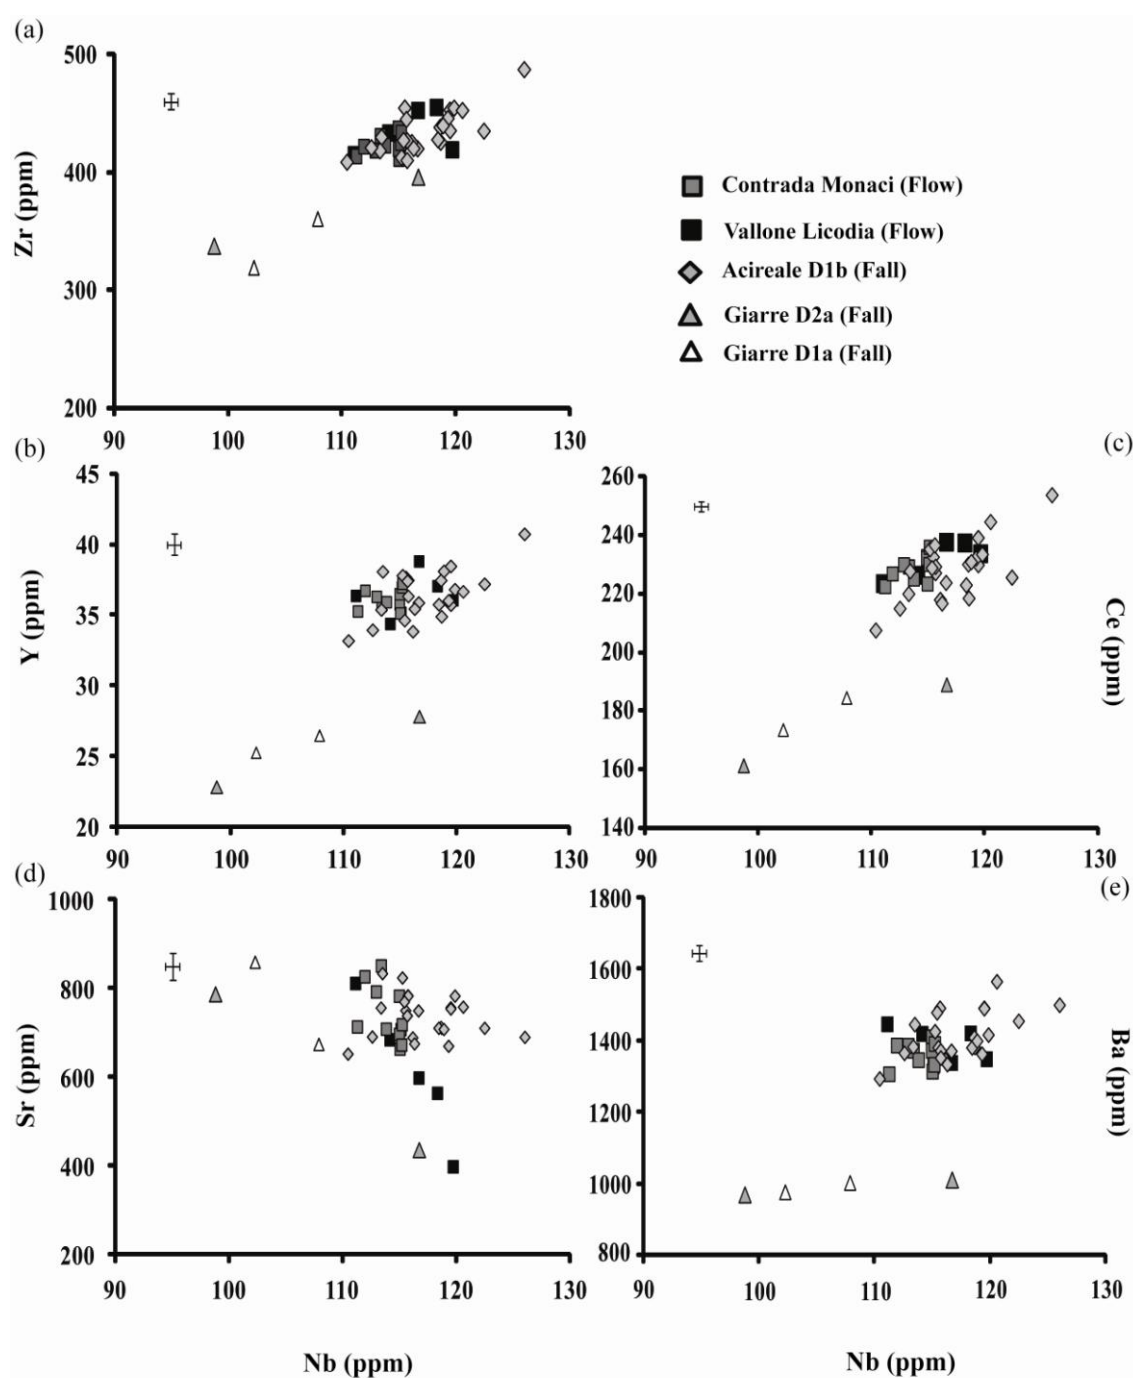 (a)
Zr (ppm)
500
400
300
200
90 100 110 120 130
Contrada Monaci (Flow)
Vallone Licodia (Flow)
Acireale D1b (Fall)
Giarre D2a (Fall)
Giarre D1a (Fall)
(b)
Y (ppm)
45
40
35
30
25
20
90 100 110 120 130
(c)
Ce (ppm)
260
240
220
200
180
160
140
90 100 110 120 130
(d)
Sr (ppm)
1000
800
600
400
200
90 100 110 120 130
Nb (ppm)
(e)
Ba (ppm)
1800
1600
1400
1200
1000
800
90 100 110 120 130
Nb (ppm)